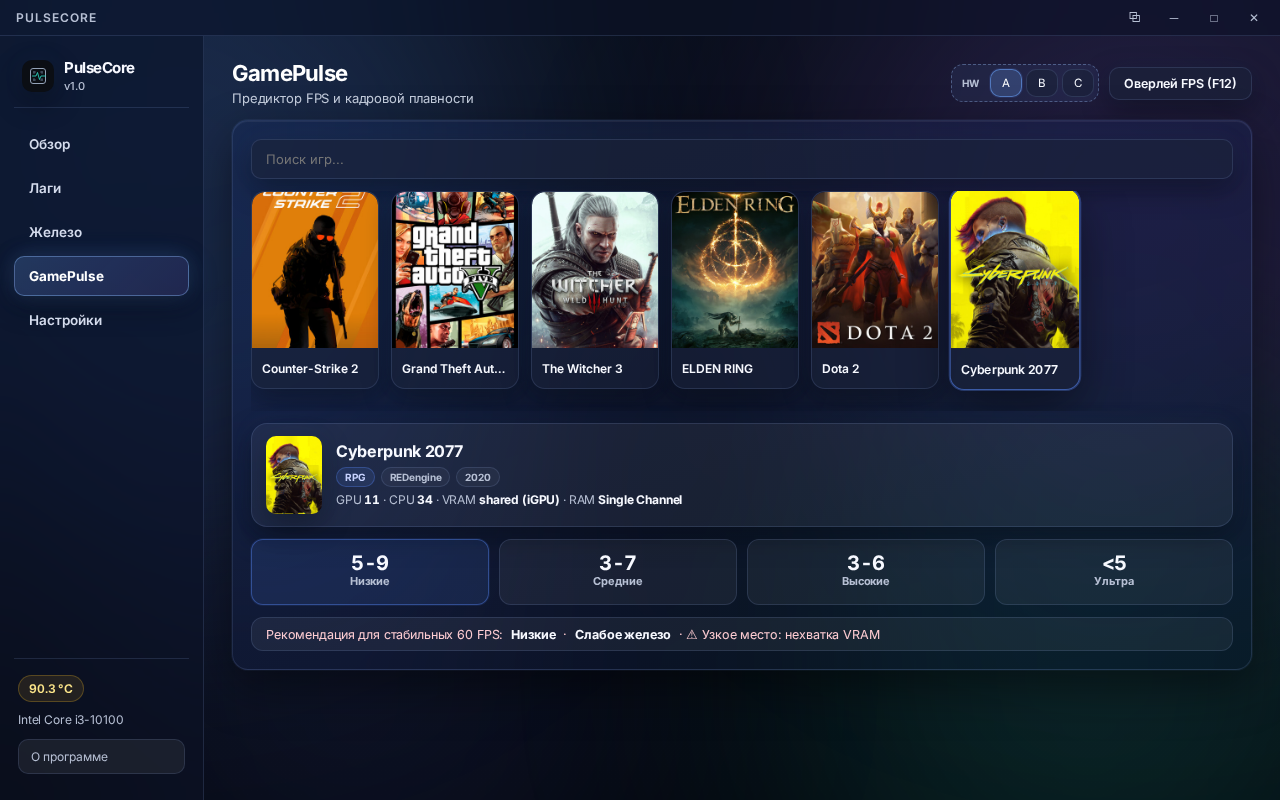 PULSECORE
PulseCore
v1.0
Обзор
Лаги
Железо
GamePulse
Настройки
90.3 °C
Intel Core i3-10100
О программе
GamePulse
Предиктор FPS и кадровой плавности
HW A B C
Оверлей FPS (F12)
Поиск игр...
COUNTER
STRIKE 2
Counter-Strike 2
grand
theft
auto
FIVE
Grand Theft Aut...
THE
WITCHER
WILD HUNT
The Witcher 3
ELDEN RING
ELDEN RING
DOTA 2
Dota 2
Cyberpunk
Cyberpunk 2077
Cyberpunk
Cyberpunk 2077
RPG REDengine 2020
GPU 11 · CPU 34 · VRAM shared (iGPU) · RAM Single Channel
5-9
Низкие
3-7
Средние
3-6
Высокие
<5
Ультра
Рекомендация для стабильных 60 FPS: Низкие · Слабое железо · ⚠ Узкое место: нехватка VRAM